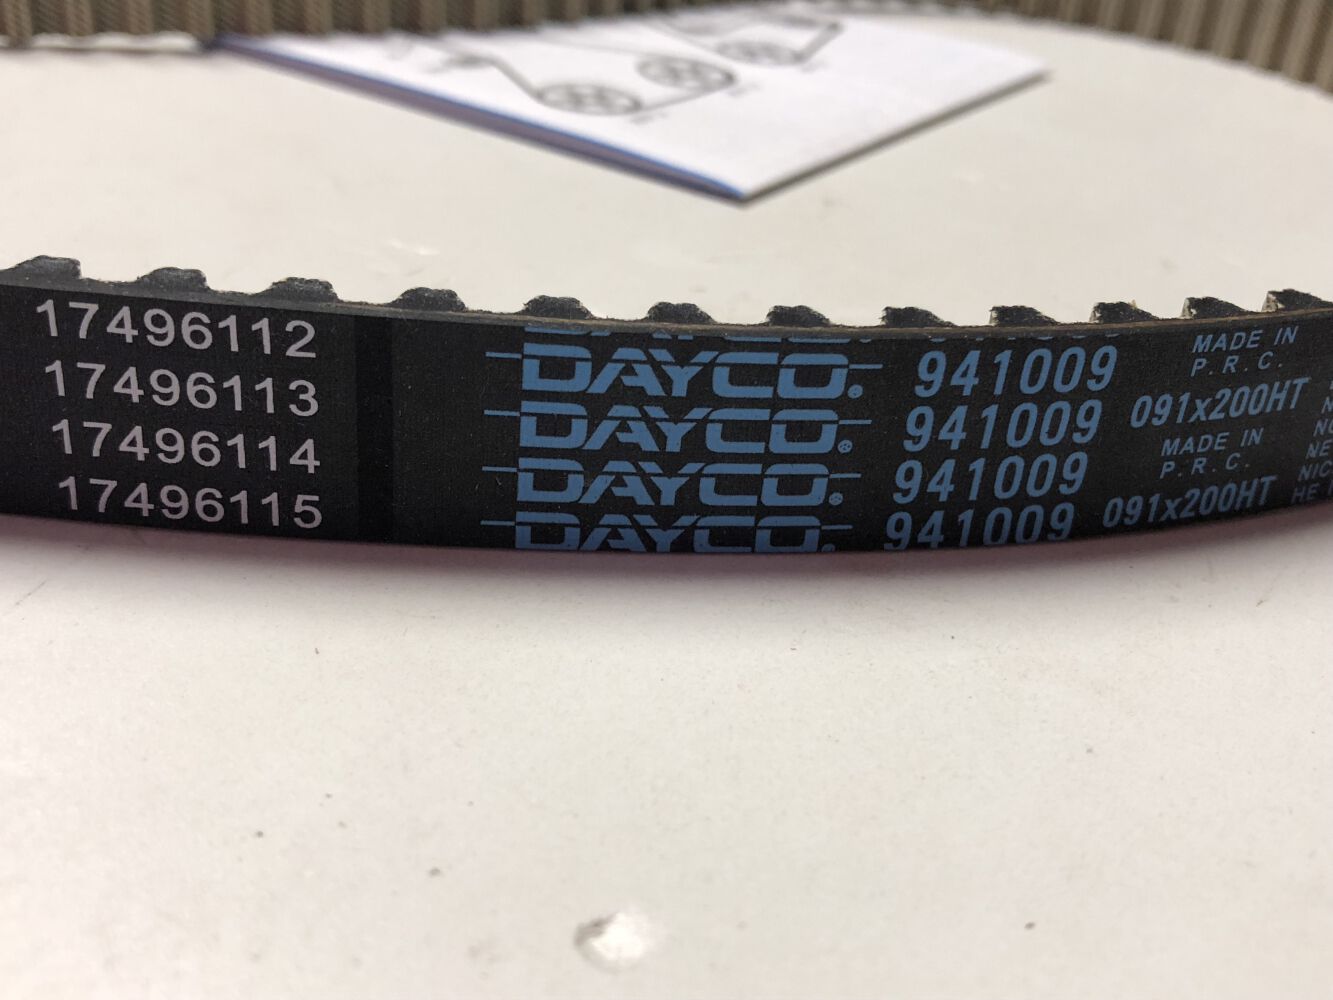 17496112
17496113
17496114
17496115
DAYCO® 941009
DAYCO® 941009
DAYCO® 941009
DAYCO® 941009
MADE IN
P. R. C.
091x200HT
MADE IN
P. R. C.
091x200HT